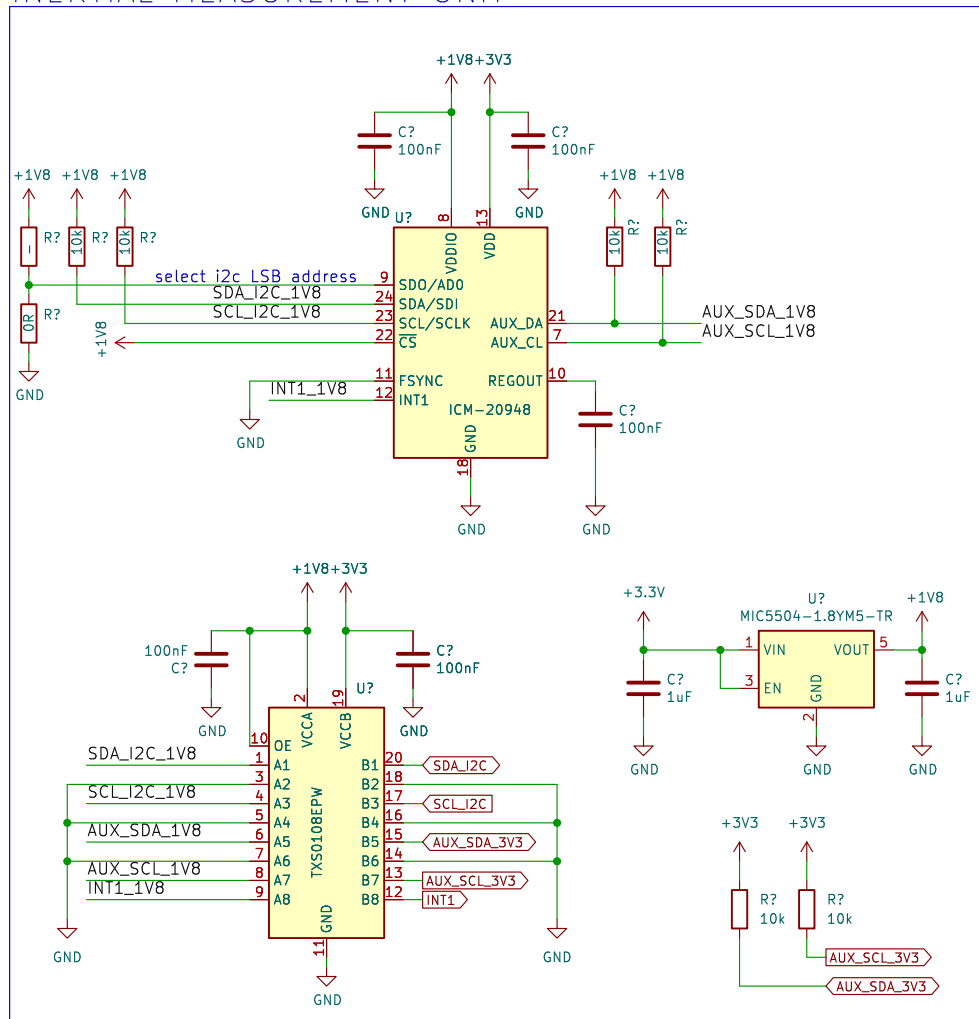 INERTIAL MEASUREMENT UNIT
+1V8 +3V3
C?
100nF
C?
100nF
GND
GND
+1V8
+1V8
+1V8
+1V8
+1V8
-
R?
10k
R?
10k
R?
10k
R?
10k
R?
0R
R?
GND
+1V8
select i2c LSB address
SDA_I2C_1V8
SCL_I2C_1V8
INT1_1V8
GND
U?
8
VDDIO
13
VDD
9
SDO/AD0
24
SDA/SDI
23
SCL/SCLK
22
CS
11
FSYNC
12
INT1
AUX_DA
21
AUX_CL
7
REGOUT
10
ICM-20948
GND
18
GND
AUX_SDA_1V8
AUX_SCL_1V8
C?
100nF
GND
+1V8 +3V3
100nF
C?
GND
C?
100nF
GND
U?
2
VCCA
19
VCCB
10
OE
SDA_I2C_1V8
1
A1
20
B1
SDA_I2C
3
A2
18
B2
SCL_I2C_1V8
4
A3
17
B3
SCL_I2C
5
A4
16
B4
AUX_SDA_1V8
6
A5
15
B5
AUX_SDA_3V3
7
A6
14
B6
AUX_SCL_1V8
8
A7
13
B7
AUX_SCL_3V3
INT1_1V8
9
A8
12
B8
INT1
TXS0108EPW
GND
11
GND
GND
GND
+3.3V
U?
MIC5504-1.8YM5-TR
+1V8
1
VIN
VOUT
5
3
EN
GND
2
C?
1uF
C?
1uF
GND
GND
GND
+3V3
+3V3
R?
10k
R?
10k
AUX_SCL_3V3
AUX_SDA_3V3